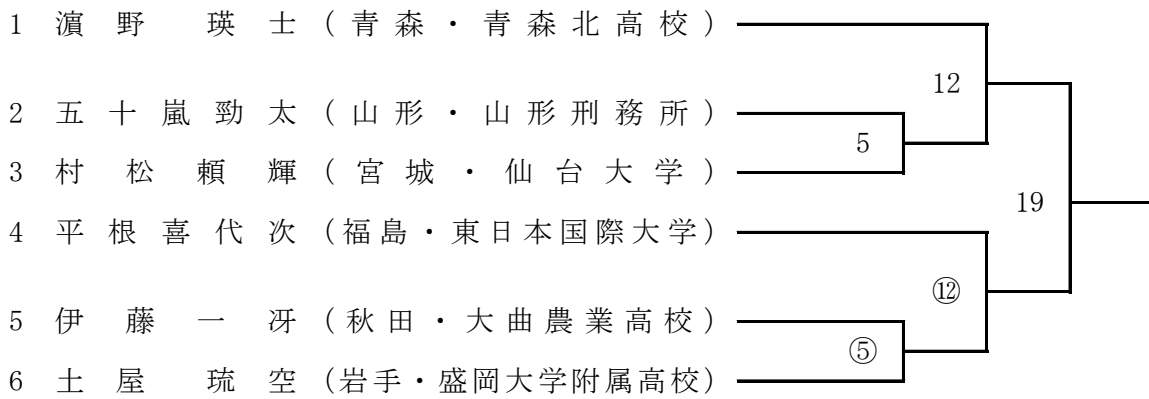 1 濵野 瑛士 (青森・青森北高校)
12
2 五十嵐勁太 (山形・山形刑務所)
5
3 村松頼輝 (宮城・仙台大学)
19
4 平根喜代次 (福島・東日本国際大学)
⑫
5 伊藤一冴 (秋田・大曲農業高校)
⑤
6 土屋 琉空 (岩手・盛岡大学附属高校)